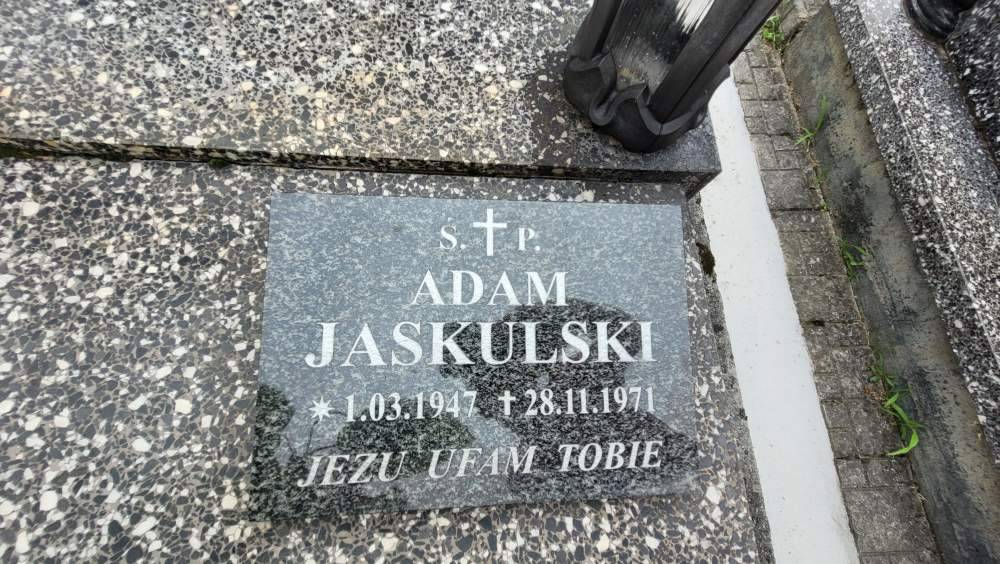 Ś. ✝ P.
ADAM
JASKULSKI
* 1.03.1947 ✝ 28.11.1971
JEZU UFAM TOBIE